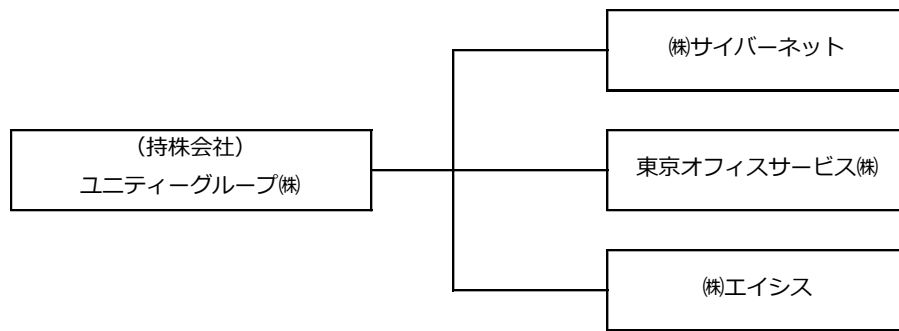 ㈱サイバーネット
（持株会社）
ユニティーグループ㈱
東京オフィスサービス㈱
㈱エイシス